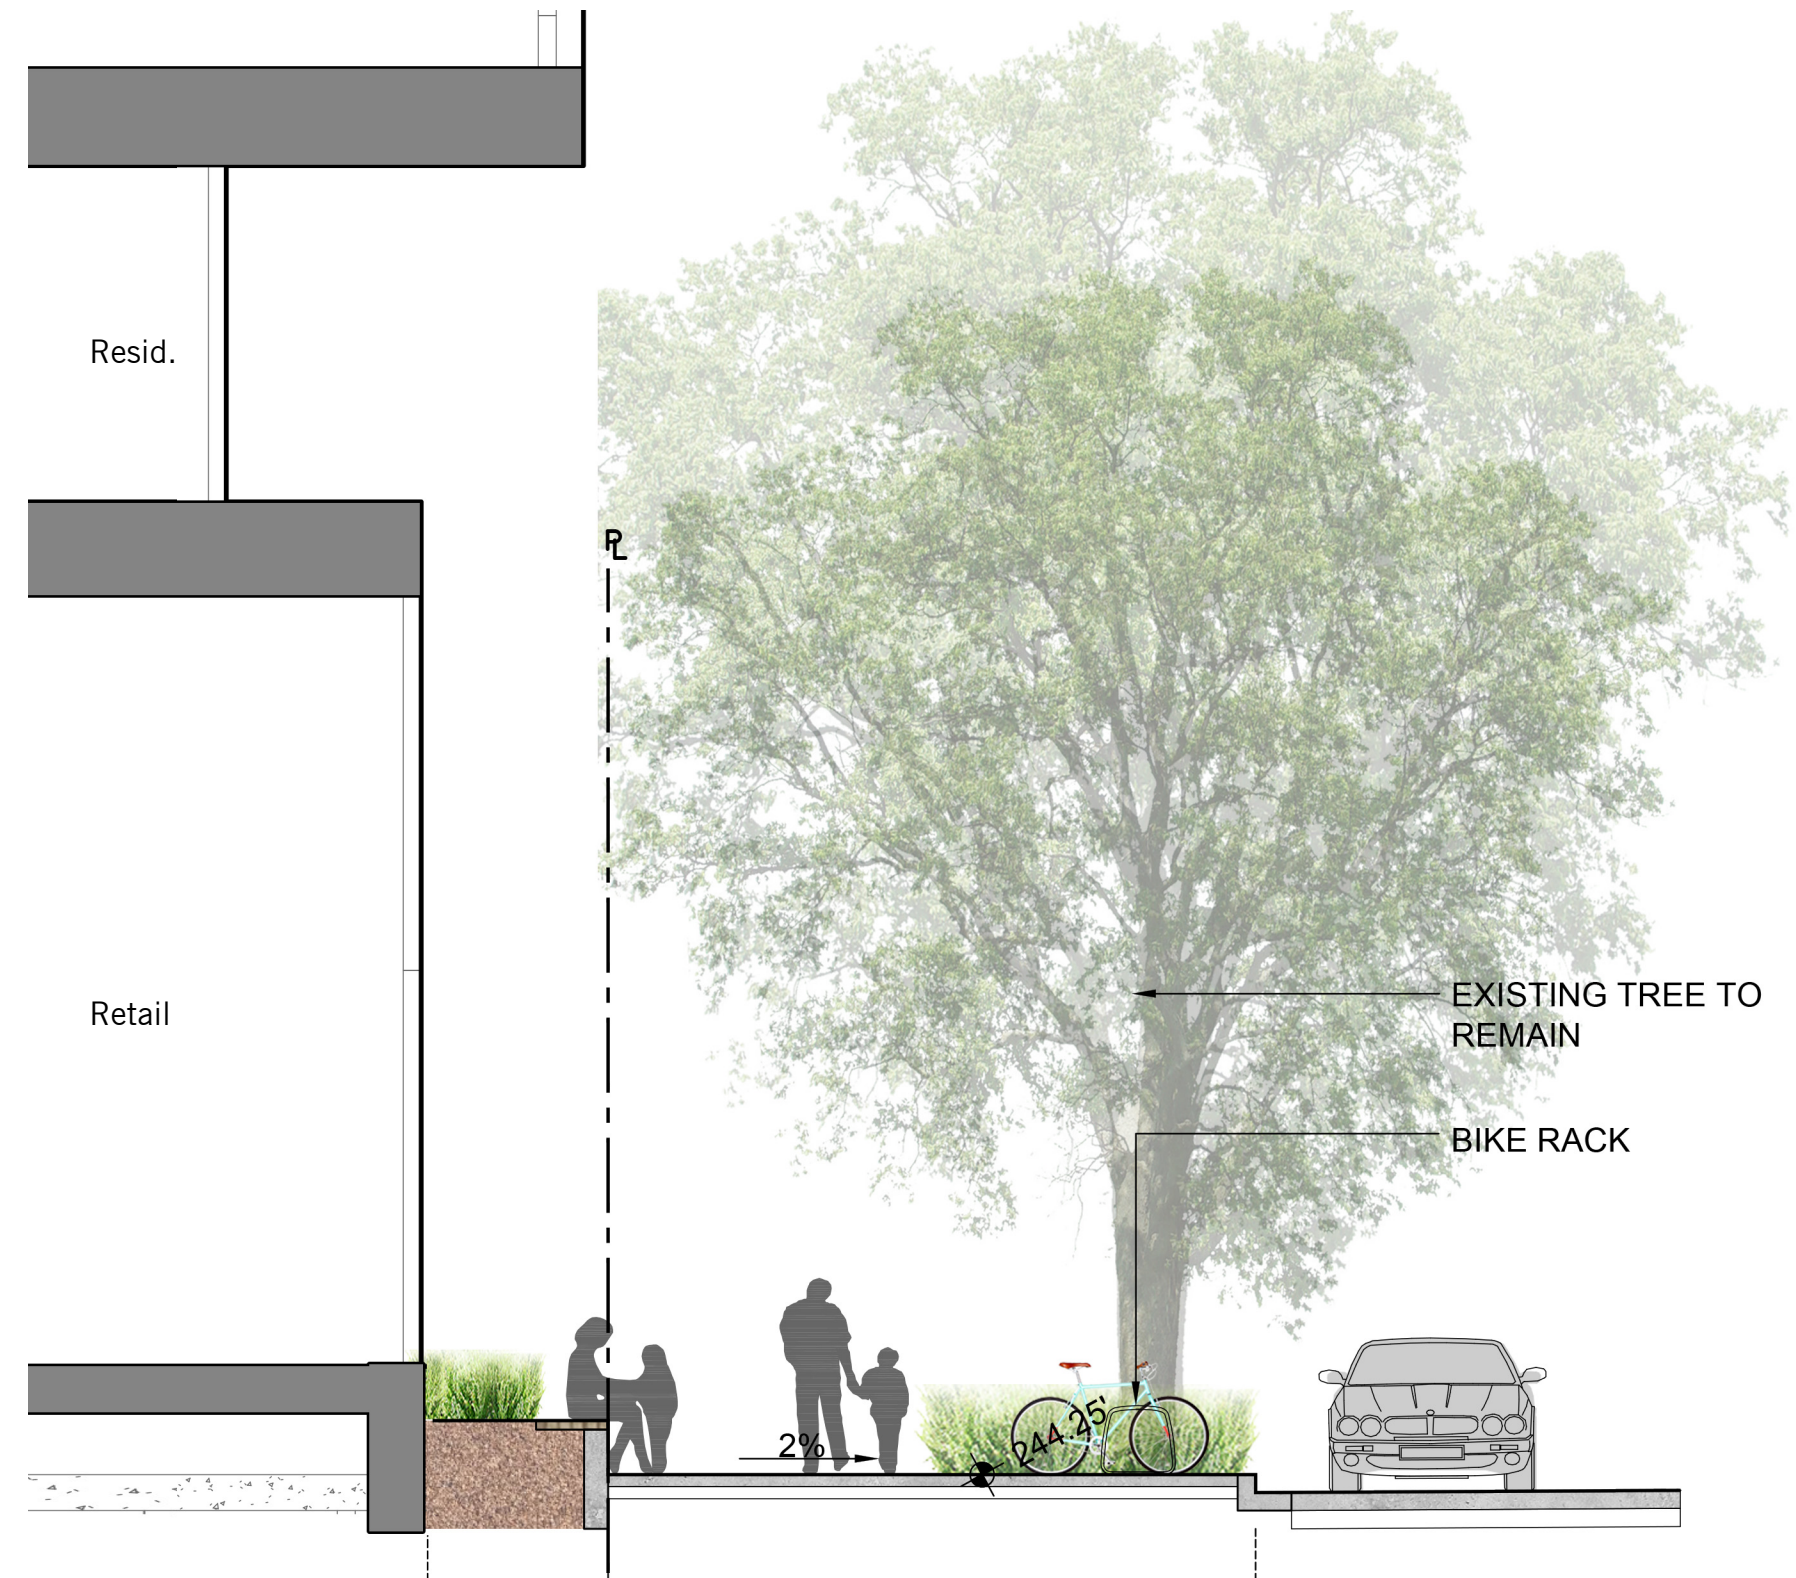 Resid.
PL
Retail
EXISTING TREE TO
REMAIN
BIKE RACK
244.25'
2%